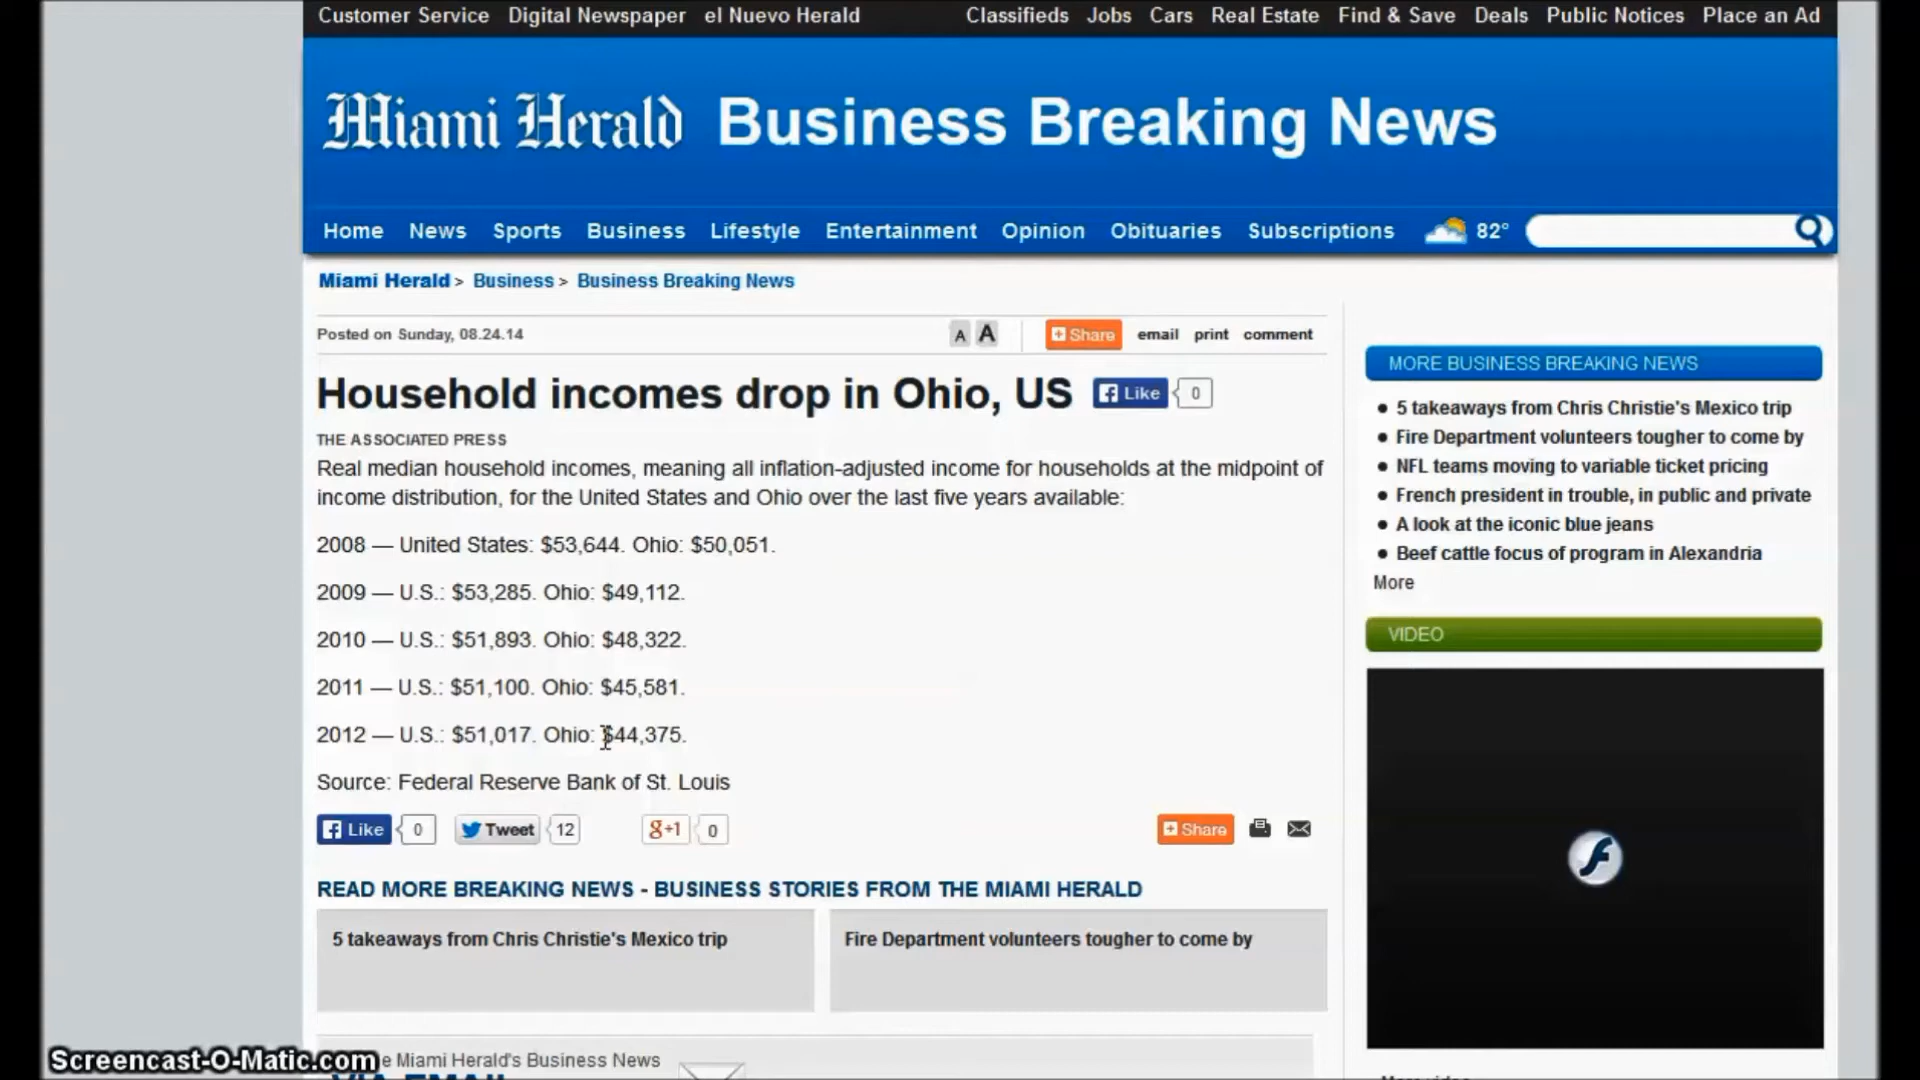 Customer Service Digital Newspaper el Nuevo Herald Classifieds Jobs Cars Real Estate Find & Save Deals Public Notices Place an Ad
Miami Herald Business Breaking News
Home News Sports Business Lifestyle Entertainment Opinion Obituaries Subscriptions 82°
Miami Herald > Business > Business Breaking News
Posted on Sunday, 08.24.14 A A Share email print comment
Household incomes drop in Ohio, US Like 0
THE ASSOCIATED PRESS
Real median household incomes, meaning all inflation-adjusted income for households at the midpoint of
income distribution, for the United States and Ohio over the last five years available:
2008 — United States: $53,644. Ohio: $50,051.
2009 — U.S.: $53,285. Ohio: $49,112.
2010 — U.S.: $51,893. Ohio: $48,322.
2011 — U.S.: $51,100. Ohio: $45,581.
2012 — U.S.: $51,017. Ohio: $44,375.
Source: Federal Reserve Bank of St. Louis
Like 0 Tweet 12 g+1 0 Share
READ MORE BREAKING NEWS - BUSINESS STORIES FROM THE MIAMI HERALD
5 takeaways from Chris Christie's Mexico trip
Fire Department volunteers tougher to come by
Miami Herald's Business News
VIA EMAIL
MORE BUSINESS BREAKING NEWS
5 takeaways from Chris Christie's Mexico trip
Fire Department volunteers tougher to come by
NFL teams moving to variable ticket pricing
French president in trouble, in public and private
A look at the iconic blue jeans
Beef cattle focus of program in Alexandria
More
VIDEO
More video
Screencast-O-Matic.com